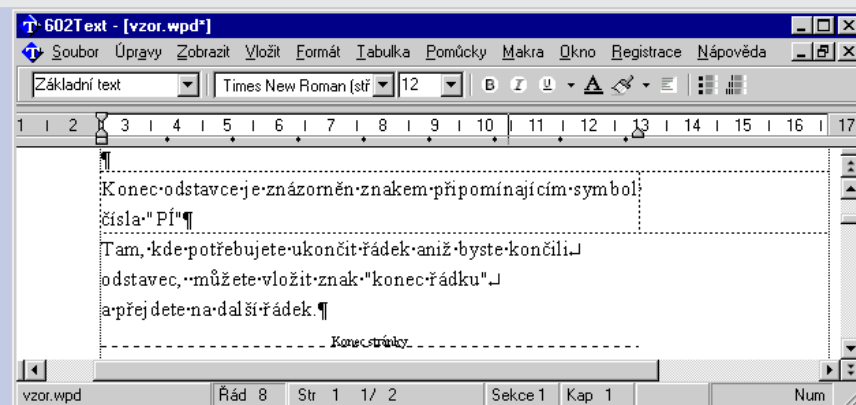 602Text - [vzor.wpd*]
Soubor Úpravy Zobrazit Vložit Formát Tabulka Pomůcky Makra Okno Registrace Nápověda
Základní text Times New Roman (stř 12 B I U A
1 2 3 4 5 6 7 8 9 10 11 12 13 14 15 16 17
¶
Konec·odstavce·je·znázorněn·znakem·připomínajícím·symbol
čísla·"PÍ"¶
Tam,·kde·potřebujete·ukončit·řádek·aniž·byste·končili↵
odstavec,··můžete·vložit·znak·"konec·řádku"↵
a·přejdete·na·další·řádek.¶
Konec stránky
vzor.wpd Řád 8 Str 1 1/ 2 Sekce 1 Kap 1 Num